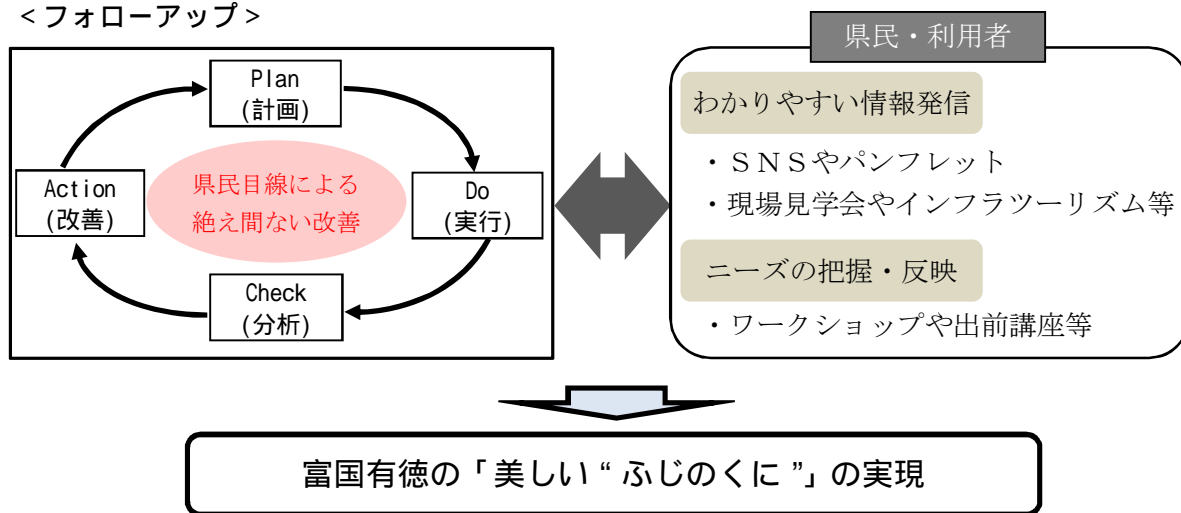 <フォローアップ>
Plan
(計画)
Do
(実行)
Check
(分析)
Action
(改善)
県民目線による
絶え間ない改善
県民・利用者
わかりやすい情報発信
・ＳＮＳやパンフレット
・現場見学会やインフラツーリズム等
ニーズの把握・反映
・ワークショップや出前講座等
富国有徳の「美しい“ふじのくに”」の実現